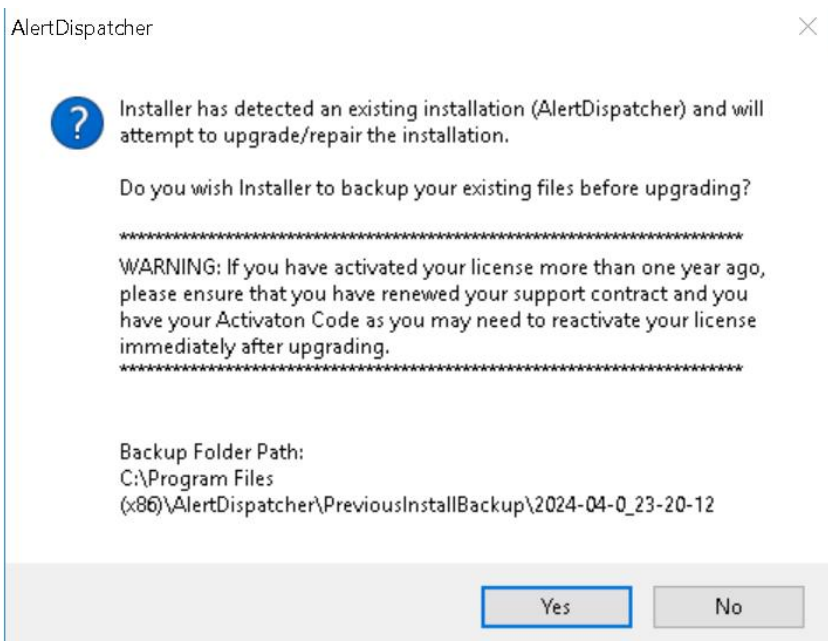 AlertDispatcher
Installer has detected an existing installation (AlertDispatcher) and will
attempt to upgrade/repair the installation.
Do you wish Installer to backup your existing files before upgrading?
**********************************************************************
WARNING: If you have activated your license more than one year ago,
please ensure that you have renewed your support contract and you
have your Activaton Code as you may need to reactivate your license
immediately after upgrading.
**********************************************************************
Backup Folder Path:
C:\Program Files
(x86)\AlertDispatcher\PreviousInstallBackup\2024-04-0_23-20-12
Yes
No